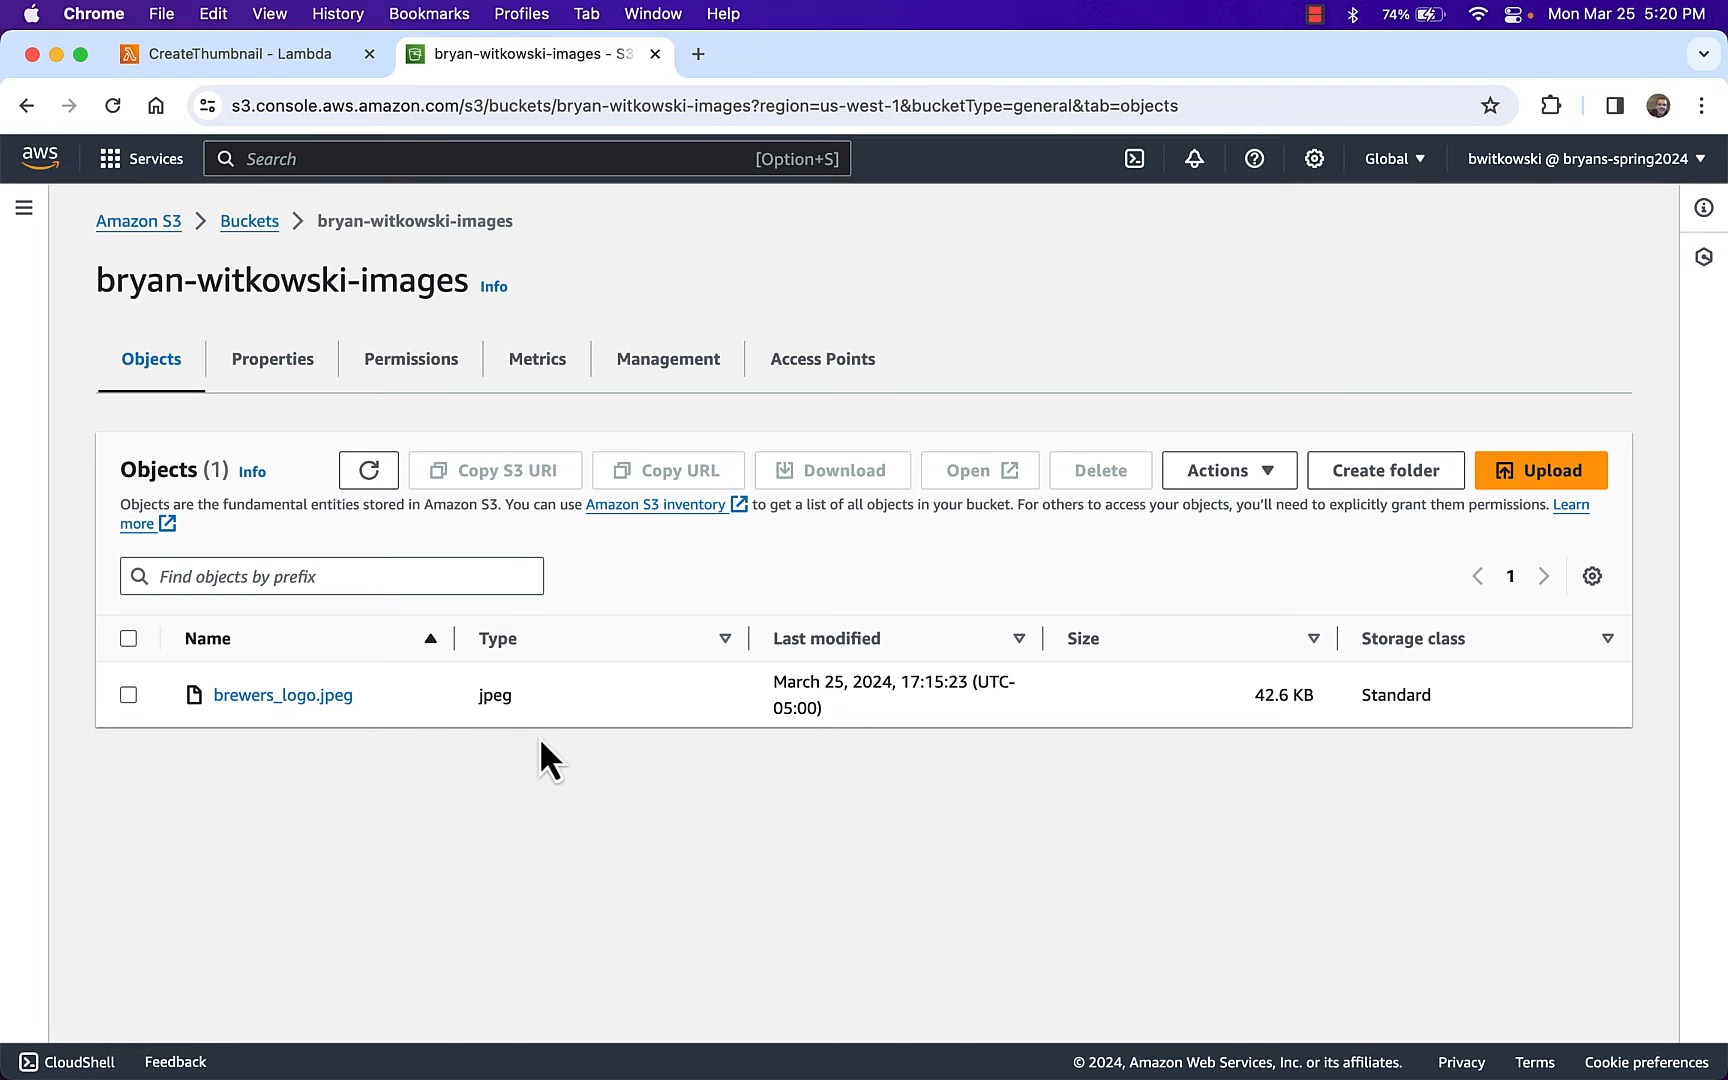 Chrome File Edit View History Bookmarks Profiles Tab Window Help 74% Mon Mar 25 5:20 PM
CreateThumbnail - Lambda bryan-witkowski-images - S3
s3.console.aws.amazon.com/s3/buckets/bryan-witkowski-images?region=us-west-1&bucketType=general&tab=objects
aws Services Search [Option+S] Global bwitkowski @ bryans-spring2024
Amazon S3 Buckets bryan-witkowski-images
bryan-witkowski-images Info
Objects Properties Permissions Metrics Management Access Points
Objects (1) Info Copy S3 URI Copy URL Download Open Delete Actions Create folder Upload
Objects are the fundamental entities stored in Amazon S3. You can use Amazon S3 inventory to get a list of all objects in your bucket. For others to access your objects, you'll need to explicitly grant them permissions. Learn
more
Find objects by prefix 1
Name Type Last modified Size Storage class
brewers_logo.jpeg jpeg March 25, 2024, 17:15:23 (UTC-
05:00) 42.6 KB Standard
CloudShell Feedback © 2024, Amazon Web Services, Inc. or its affiliates. Privacy Terms Cookie preferences